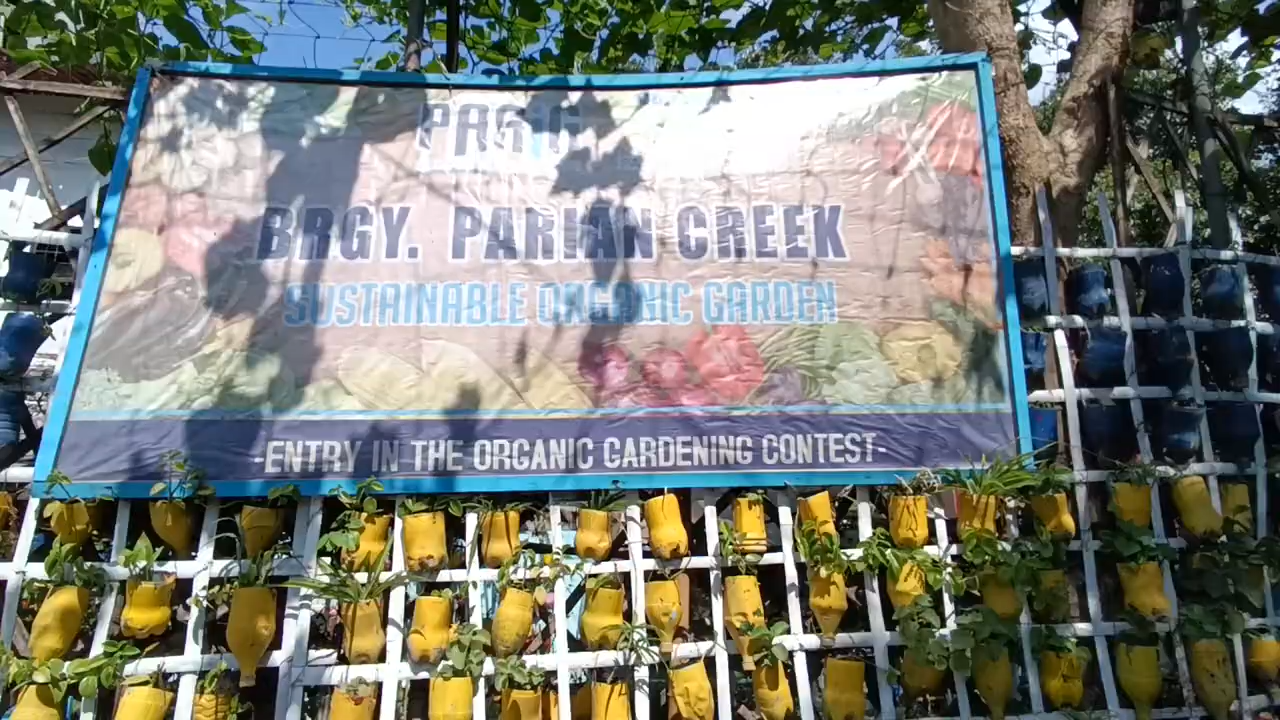 BRGY. PARIAN CREEK
SUSTAINABLE ORGANIC GARDEN
-ENTRY IN THE ORGANIC GARDENING CONTEST-